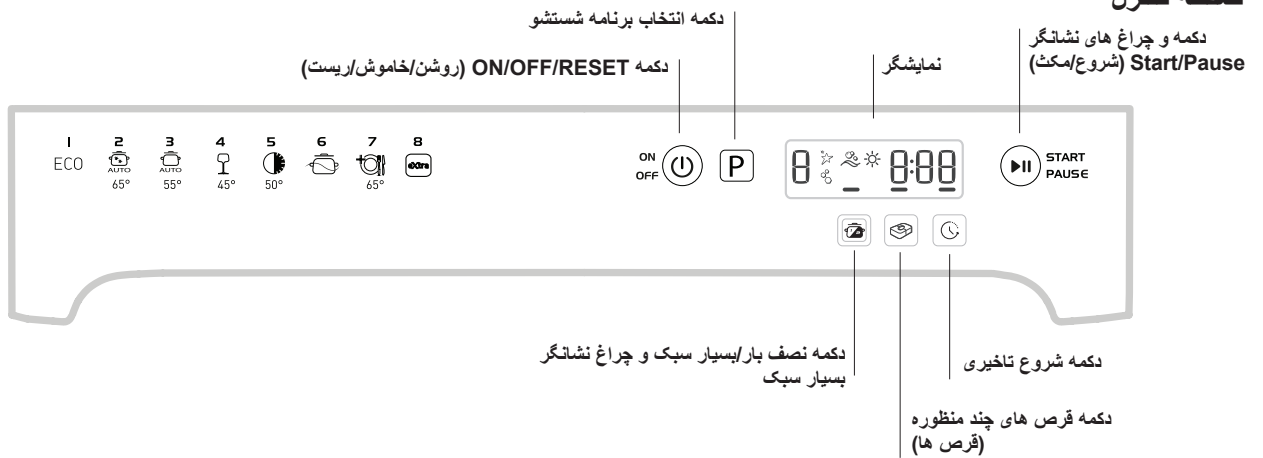 دکمه انتخاب برنامه شستشو
دکمه و چراغ های نشانگر
Start/Pause (شروع/مکث)
نمایشگر
دکمه ON/OFF/RESET (روشن/خاموش/ریست)
1 2 3 4 5 6 7 8
ECO AUTO AUTO extra
65° 55° 45° 50° 65°
ON
OFF
P
8 8:88
START
PAUSE
دکمه نصف بار/بسیار سبک و چراغ نشانگر
بسیار سبک
دکمه شروع تاخیری
دکمه قرص های چند منظوره
(قرص ها)